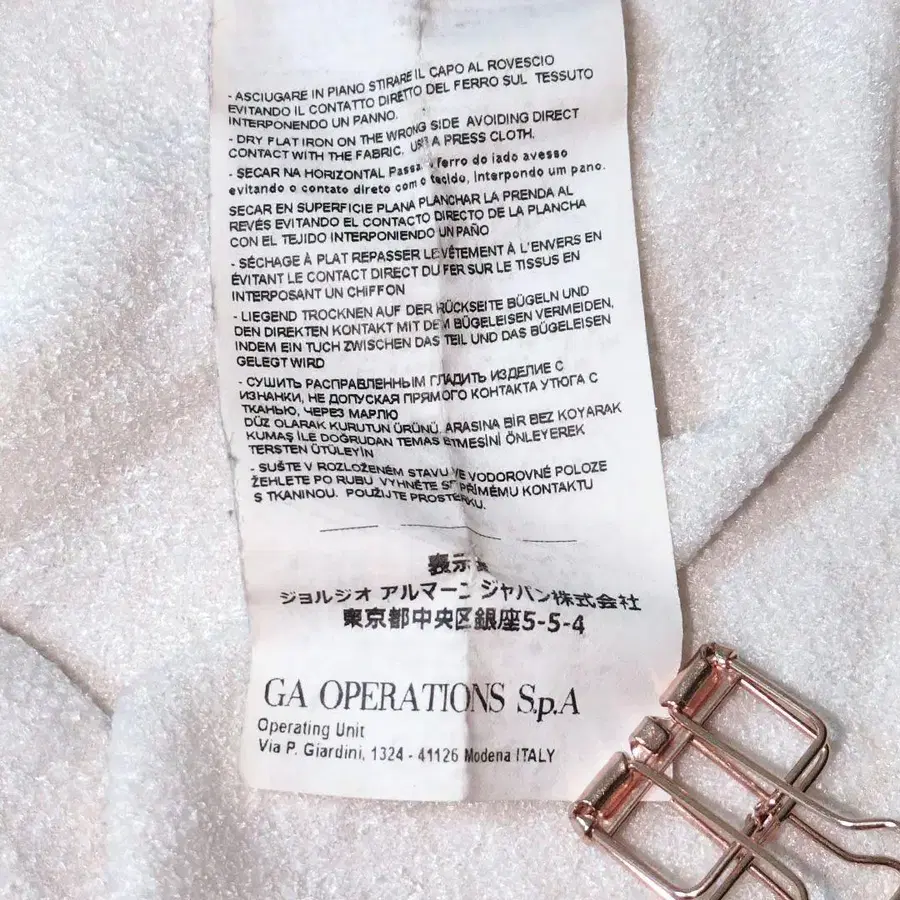 - ASCIUGARE IN PIANO STIRARE IL CAPO AL ROVESCIO
EVITANDO IL CONTATTO DIRETTO DEL FERRO SUL TESSUTO
INTERPONENDO UN PANNO.
- DRY FLAT IRON ON THE WRONG SIDE AVOIDING DIRECT
CONTACT WITH THE FABRIC. USE A PRESS CLOTH.
- SECAR NA HORIZONTAL Passa ferro do lado avesso
evitando o contato direto com o tecido, interpondo um pano.
SECAR EN SUPERFICIE PLANA PLANCHAR LA PRENDA AL
REVÉS EVITANDO EL CONTACTO DIRECTO DE LA PLANCHA
CON EL TEJIDO INTERPONIENDO UN PAÑO
- SÉCHAGE À PLAT REPASSER LE VÊTEMENT À L'ENVERS EN
ÉVITANT LE CONTACT DIRECT DU FER SUR LE TISSUS EN
INTERPOSANT UN CHIFFON
- LIEGEND TROCKNEN AUF DER RÜCKSEITE BÜGELN UND
DEN DIREKTEN KONTAKT MIT DEM BÜGELEISEN VERMEIDEN,
INDEM EIN TUCH ZWISCHEN DAS TEIL UND DAS BÜGELEISEN
GELEGT WIRD
- СУШИТЬ РАСПРАВЛЕННЫМ ГЛАДИТЬ ИЗДЕЛИЕ С
ИЗНАНКИ, НЕ ДОПУСКАЯ ПРЯМОГО КОНТАКТА УТЮГА С
ТКАНЬЮ, ЧЕРЕЗ МАРЛЮ
DÜZ OLARAK KURUTUN ÜRÜNÜ, ARASINA BİR BEZ KOYARAK
KUMAŞ İLE DOĞRUDAN TEMAS ETMESİNİ ÖNLEYEREK
TERSTEN ÜTÜLEYİN
- SUŠTE V ROZLOŽENÉM STAVU VE VODOROVNÉ POLOZE
ŽEHLETE PO RUBU VYHNĚTE SE PŘÍMÉMU KONTAKTU
S TKANINOU. POUŽIJTE PROSTĚRKU.
表示
ジョルジオ アルマーニ ジャパン株式会社
東京都中央区銀座5-5-4
GA OPERATIONS S.p.A
Operating Unit
Via P. Giardini, 1324 - 41126 Modena ITALY